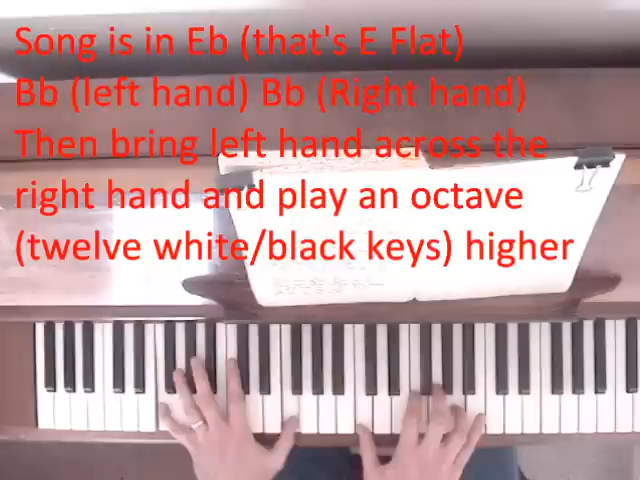 Song is in Eb (that's E Flat)
Bb (left hand) Bb (Right hand)
Then bring left hand across the
right hand and play an octave
(twelve white/black keys) higher